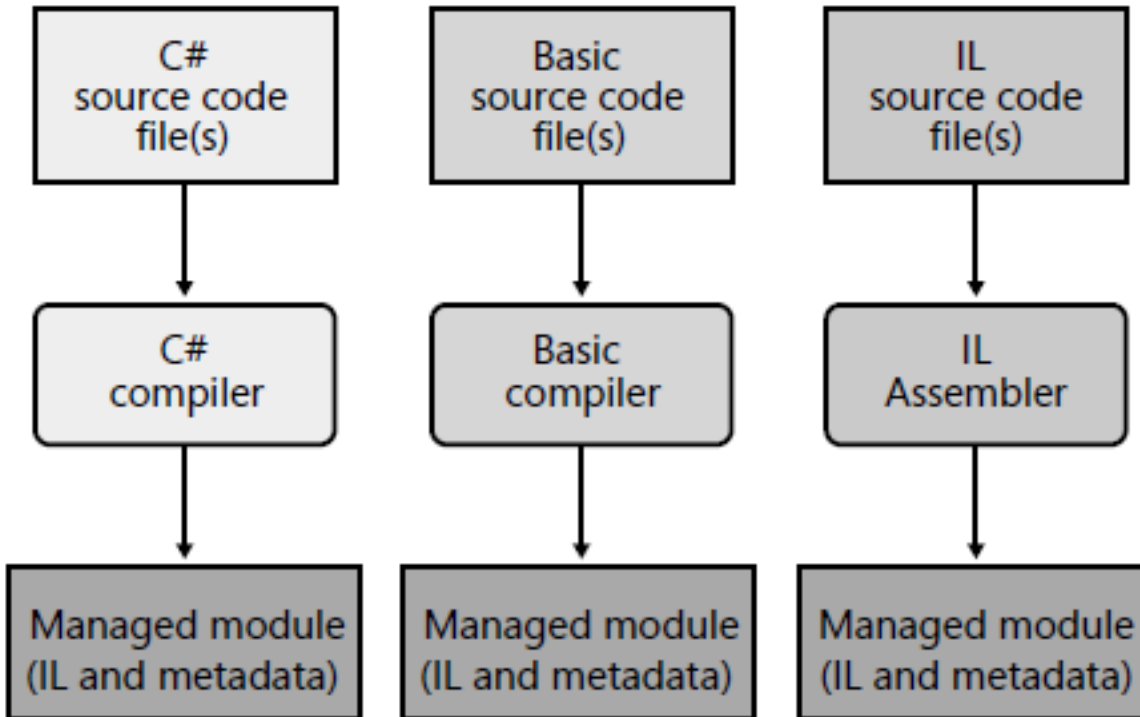 C#
source code
file(s)
Basic
source code
file(s)
IL
source code
file(s)
C#
compiler
Basic
compiler
IL
Assembler
Managed module
(IL and metadata)
Managed module
(IL and metadata)
Managed module
(IL and metadata)